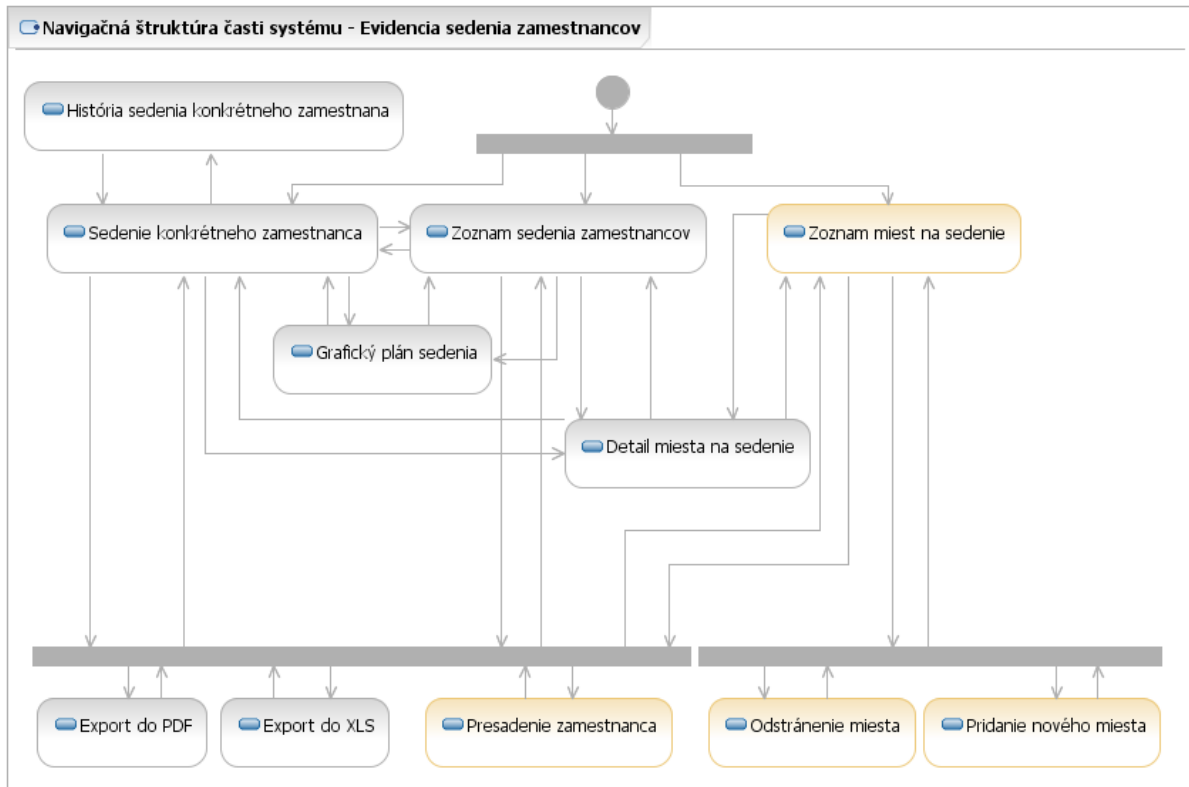 Navigačná štruktúra časti systému - Evidencia sedenia zamestnancov
História sedenia konkrétneho zamestnana
Sedenie konkrétneho zamestnanca
Zoznam sedenia zamestnancov
Zoznam miest na sedenie
Grafický plán sedenia
Detail miesta na sedenie
Export do PDF
Export do XLS
Presadenie zamestnanca
Odstránenie miesta
Pridanie nového miesta